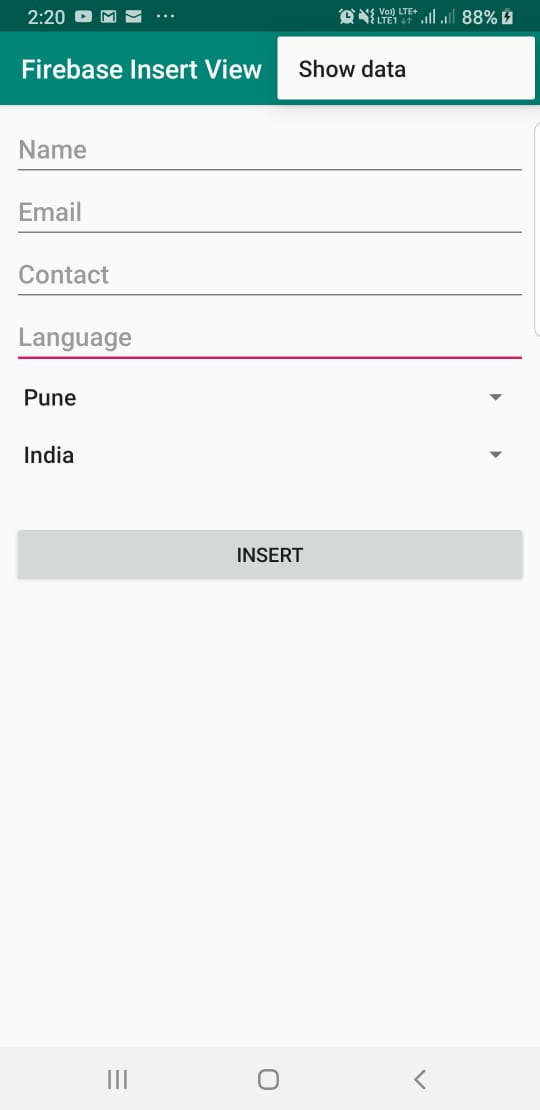 2:20 ... Vo)) LTE+ LTE1 88%
Firebase Insert View
Show data
Name
Email
Contact
Language
Pune
India
INSERT